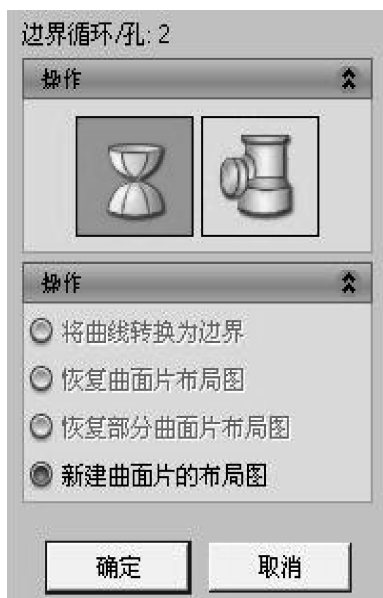 边界循环/孔: 2
操作
操作
将曲线转换为边界
恢复曲面片布局图
恢复部分曲面片布局图
新建曲面片的布局图
确定
取消